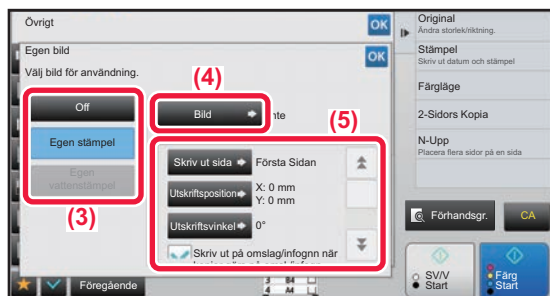 Övrigt
OK
Egen bild
OK
Välj bild för användning.
(4)
Off
Bild
nte
(5)
Egen stämpel
Egen
vattenstämpel
(3)
Skriv ut sida
Första Sidan
Utskriftsposition
X: 0 mm
Y: 0 mm
Utskriftsvinkel
0°
Skriv ut på omslag/infognn när
Föregående
Original
Ändra storlek/riktning.
Stämpel
Skriv ut datum och stämpel
Färgläge
2-Sidors Kopia
N-Upp
Placera flera sidor på en sida
Förhandsgr.
CA
SV/V
Start
Färg
Start